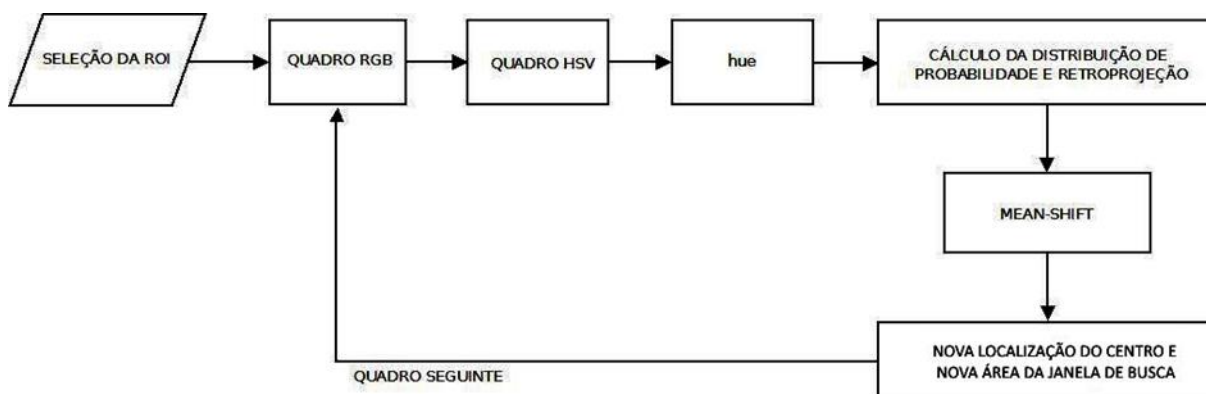 SELEÇÃO DA ROI
QUADRO RGB
QUADRO HSV
hue
CÁLCULO DA DISTRIBUIÇÃO DE
PROBABILIDADE E RETROPROJEÇÃO
MEAN-SHIFT
NOVA LOCALIZAÇÃO DO CENTRO E
NOVA ÁREA DA JANELA DE BUSCA
QUADRO SEGUINTE